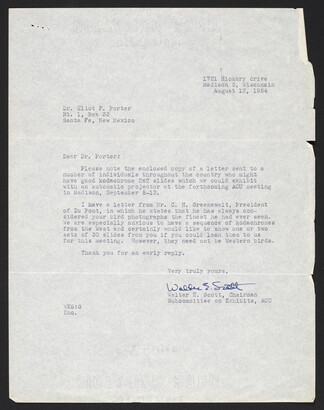 1721 Hickory Drive
Madison 5, Wisconsin
August 12, 1954
Dr. Eliot F. Porter
Rt. 1, Box 33
Santa Fe, New Mexico
Dear Dr. Porter:
Please note the enclosed copy of a letter sent to a
number of individuals throughout the country who might
have good kodachrome 2x2 slides which we could exhibit
with an automatic projector at the forthcoming AOU meeting
in Madison, September 8-13.
I have a letter from Mr. C. H. Greenewalt, President
of Du Pont, in which he states that he has always con-
sidered your bird photographs the finest he had ever seen.
We are especially anxious to have a sequence of kodachromes
from the West and certainly would like to know one or two
sets of 30 slides from you if you could loan them to us
for this meeting. However, they need not be Western birds.
Thank you for an early reply.
Very truly yours,
Walter E. Scott
Walter E. Scott, Chairman
Subcommittee on Exhibits, AOU
WES:G
Enc.